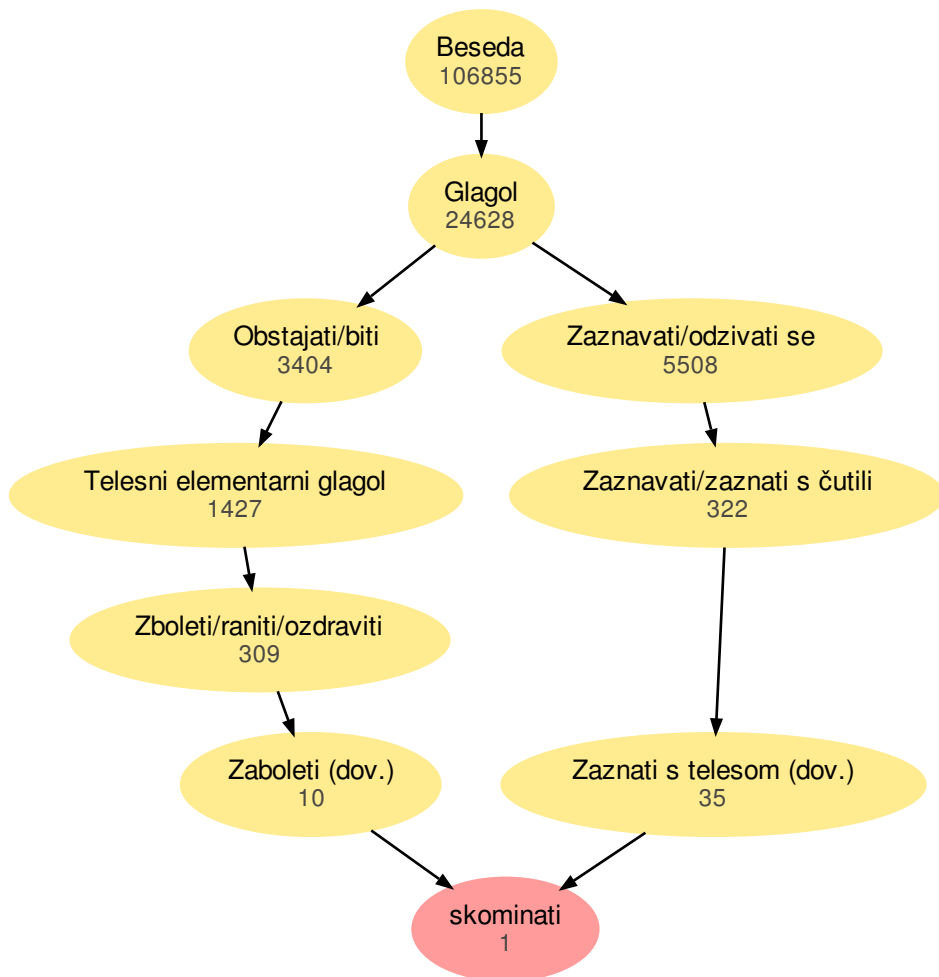 Beseda
106855
Glagol
24628
Obstajati/biti
3404
Zaznavati/odzivati se
5508
Telesni elementarni glagol
1427
Zaznavati/zaznati s čutili
322
Zboleti/raniti/ozdraviti
309
Zaboleti (dov.)
10
Zaznati s telesom (dov.)
35
skominati
1